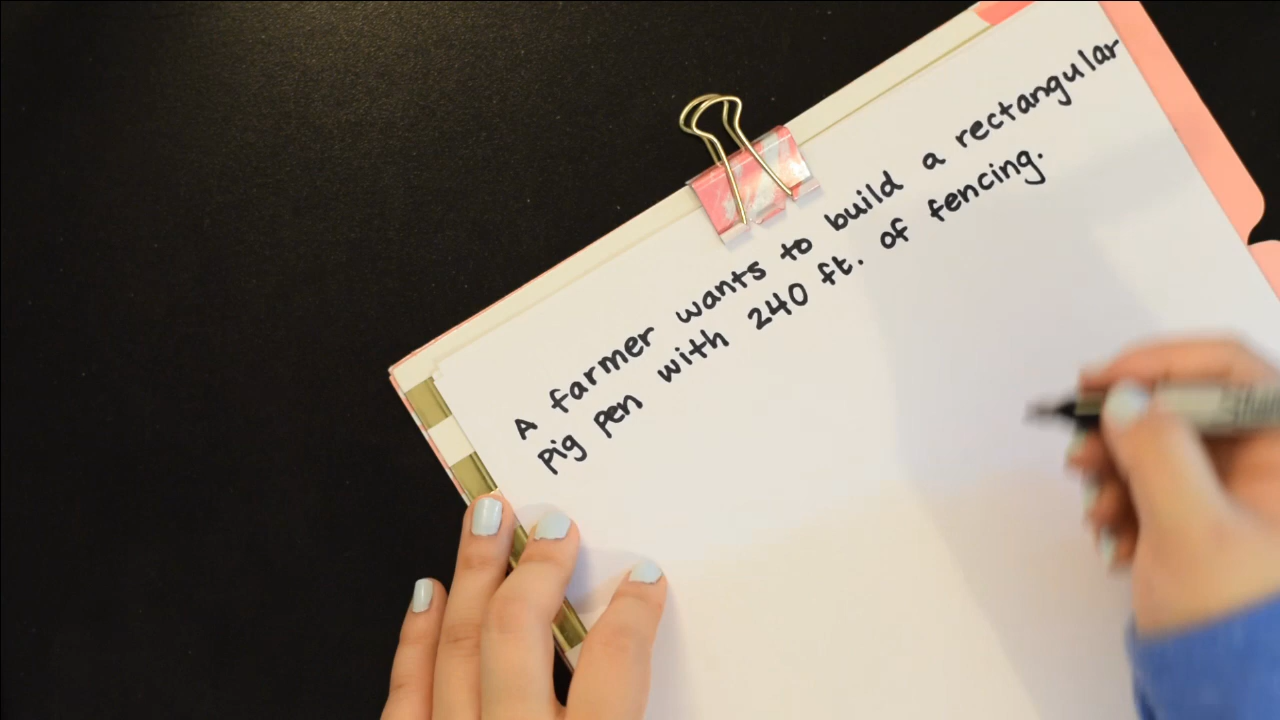 A farmer wants to build a rectangular
pig pen with 240 ft. of fencing.